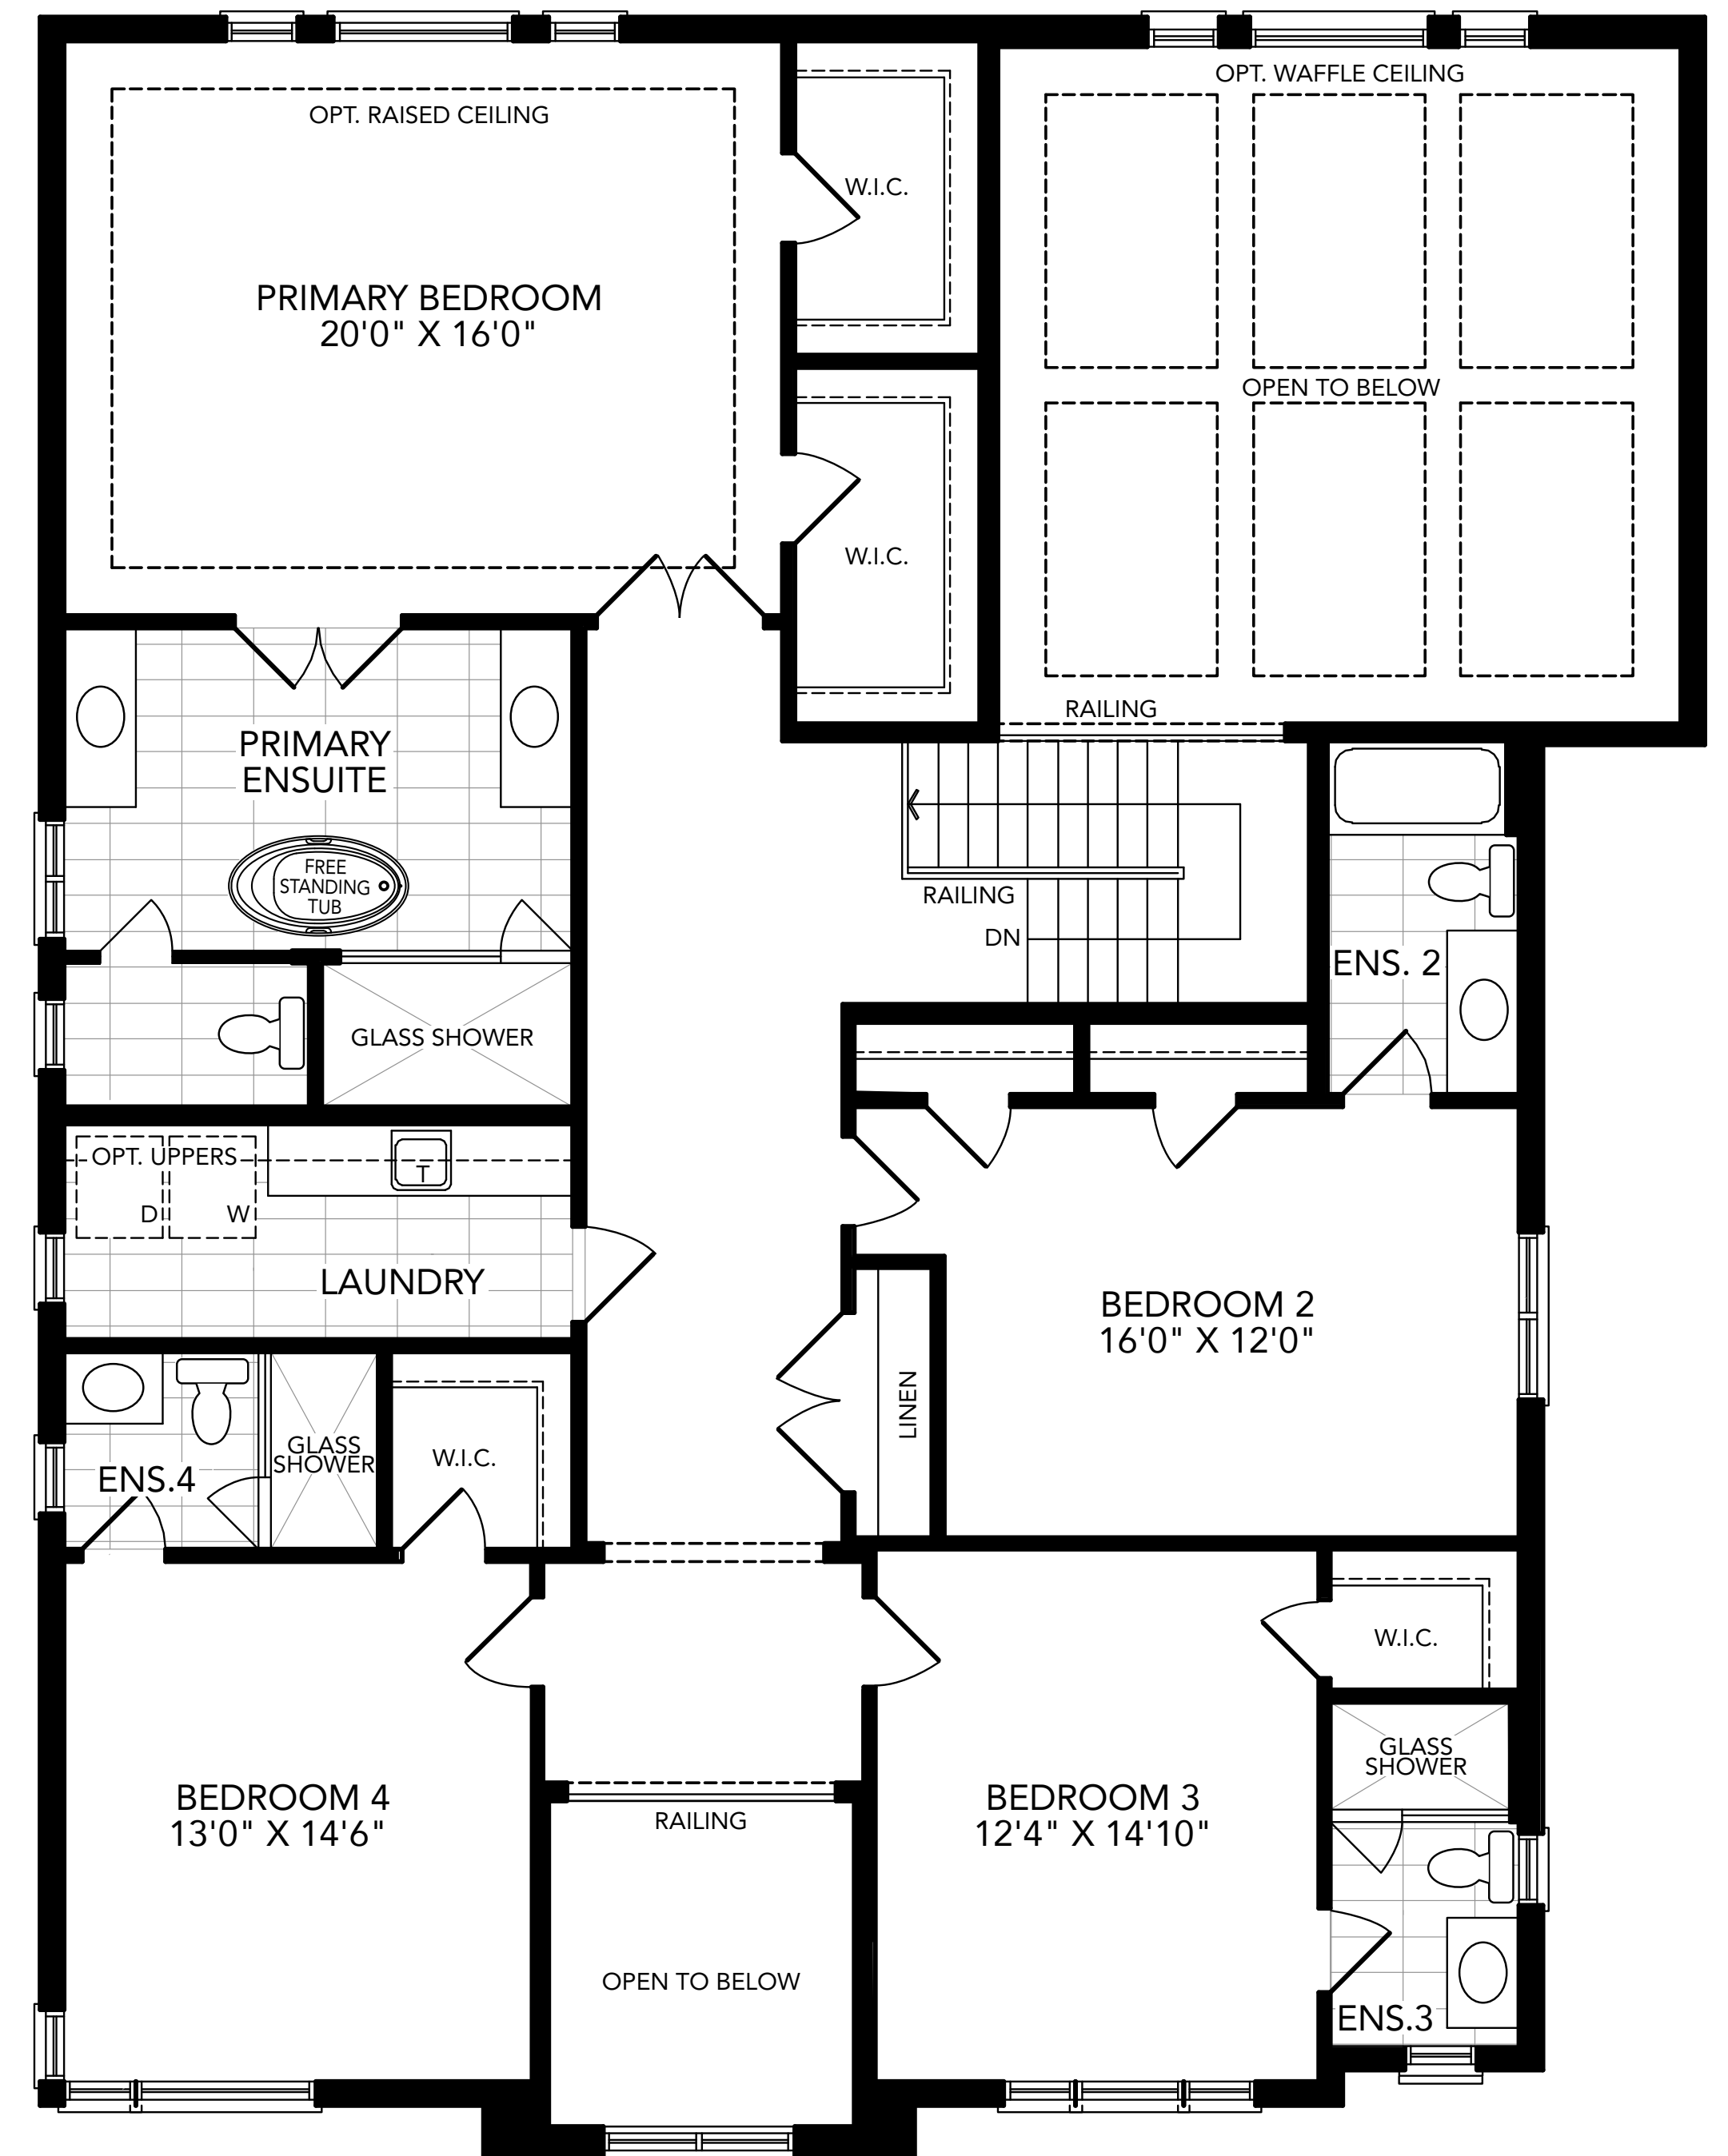 OPT. WAFFLE CEILING
OPT. RAISED CEILING
W.I.C.
PRIMARY BEDROOM
20'0" X 16'0"
OPEN TO BELOW
W.I.C.
RAILING
PRIMARY
ENSUITE
FREE
STANDING
TUB
RAILING
DN
ENS. 2
GLASS SHOWER
OPT. UPPERS
T
D
W
LAUNDRY
BEDROOM 2
16'0" X 12'0"
LINEN
GLASS
SHOWER
W.I.C.
ENS.4
W.I.C.
GLASS
SHOWER
BEDROOM 4
13'0" X 14'6"
RAILING
BEDROOM 3
12'4" X 14'10"
OPEN TO BELOW
ENS.3